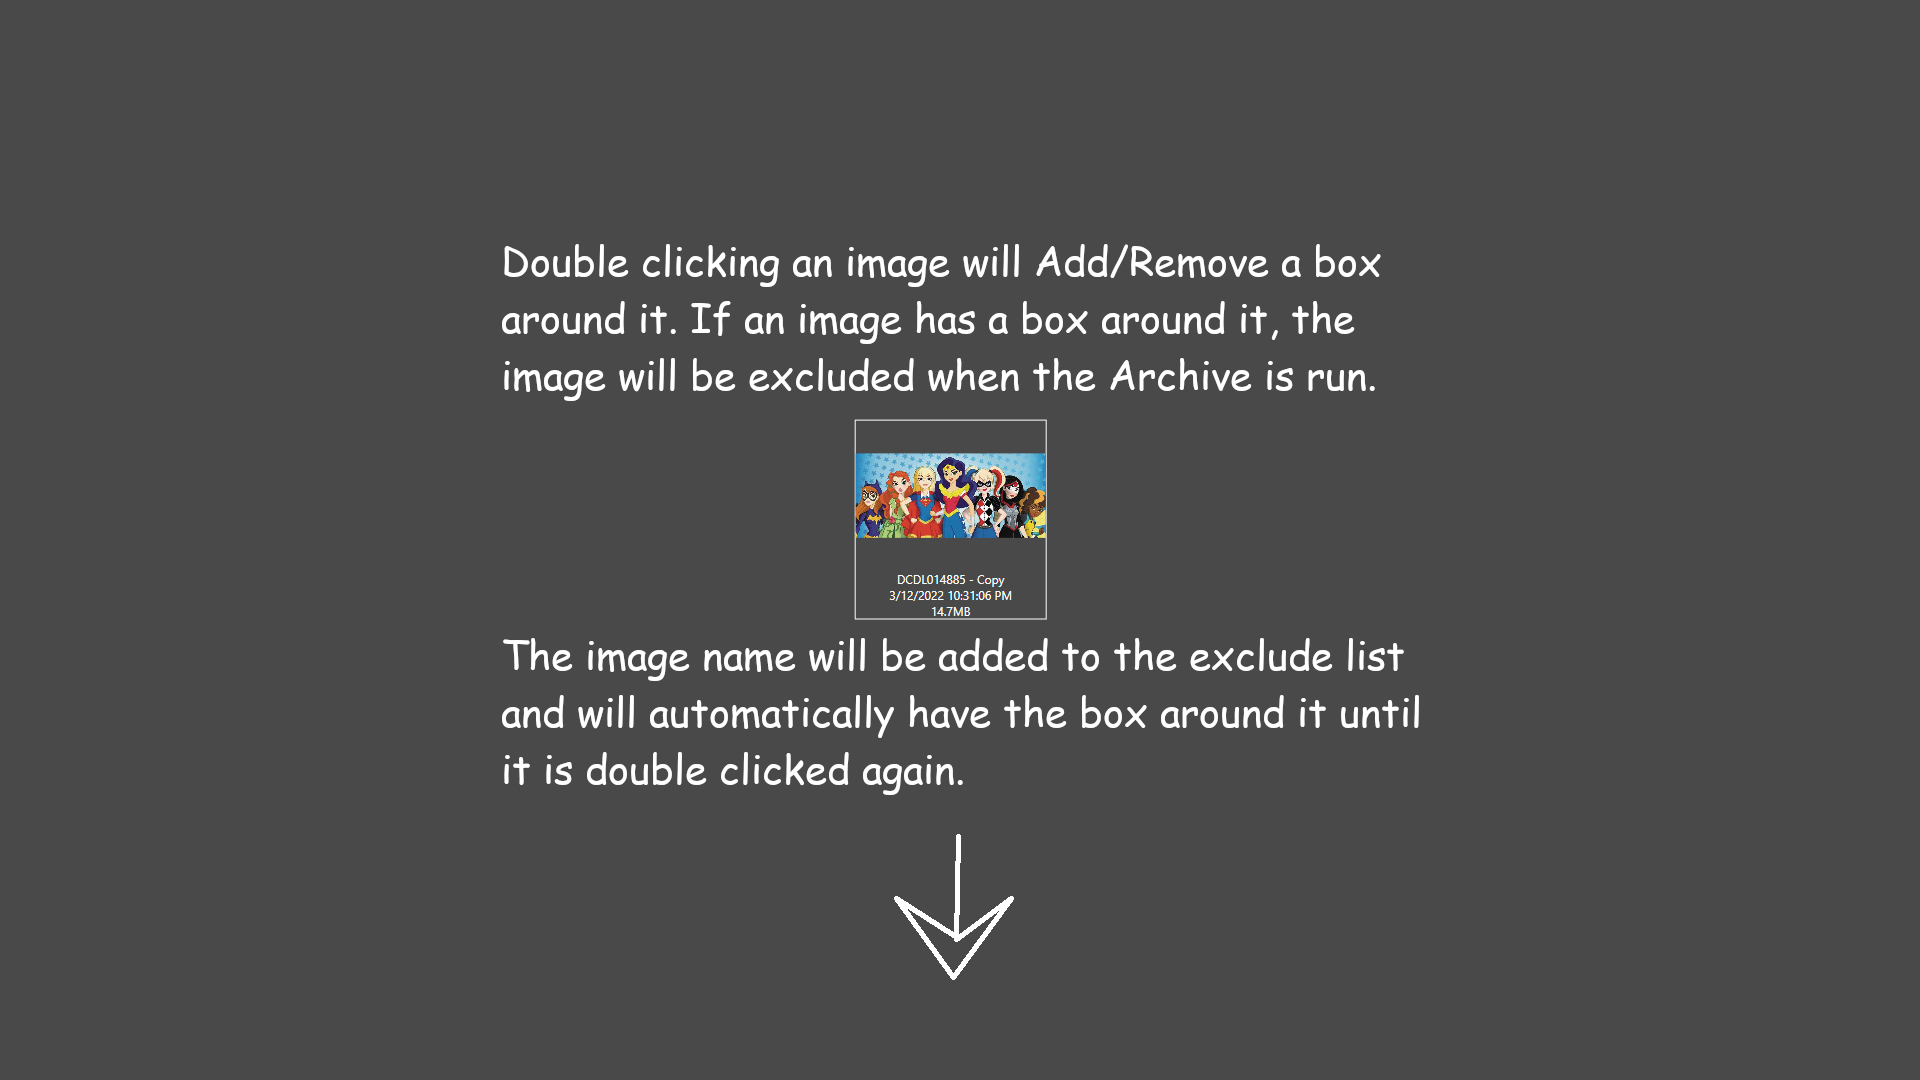 Double clicking an image will Add/Remove a box
around it. If an image has a box around it, the
image will be excluded when the Archive is run.
DCDL014885 - Copy
3/12/2022 10:31:06 PM
14.7MB
The image name will be added to the exclude list
and will automatically have the box around it until
it is double clicked again.